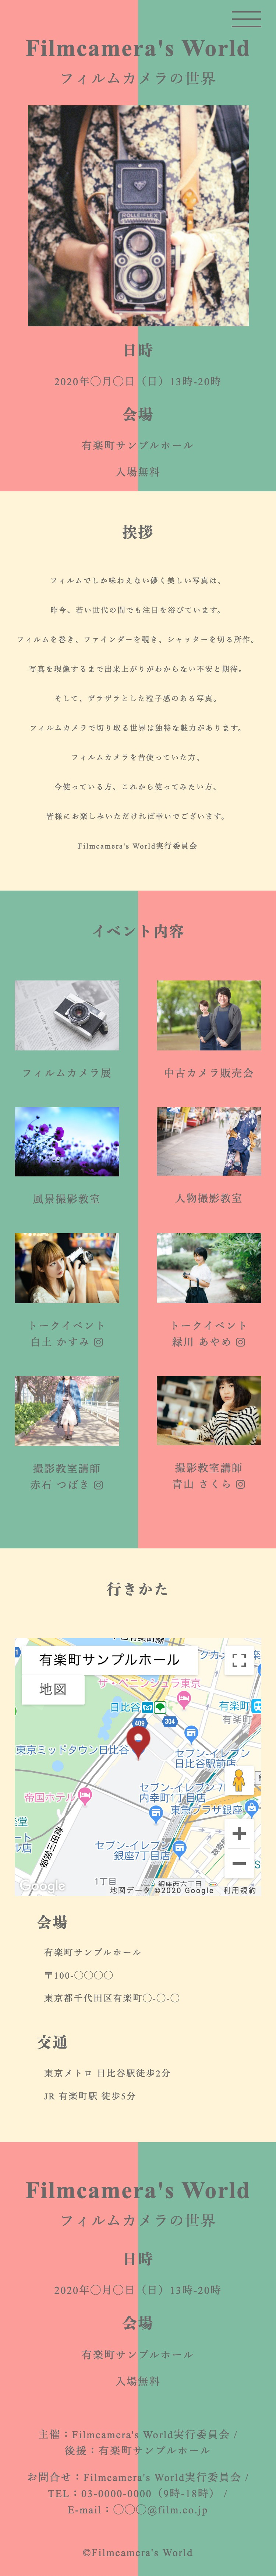 Filmcamera's World
フィルムカメラの世界
日時
2020年◯月◯日（日）13時-20時
会場
有楽町サンプルホール
入場無料
挨拶
フィルムでしか味わえない儚く美しい写真は、
昨今、若い世代の間でも注目を浴びています。
フィルムを巻き、ファインダーを覗き、シャッターを切る所作。
写真を現像するまで出来上がりがわからない不安と期待。
そして、ザラザラとした粒子感のある写真。
フィルムカメラで切り取る世界は独特な魅力があります。
フィルムカメラを昔使っていた方、
今使っている方、これから使ってみたい方、
皆様にお楽しみいただければ幸いでございます。
Filmcamera's World実行委員会
イベント内容
フィルムカメラ展
中古カメラ販売会
風景撮影教室
人物撮影教室
トークイベント
白土 かすみ
トークイベント
緑川 あやめ
撮影教室講師
赤石 つばき
撮影教室講師
青山 さくら
行きかた
有楽町サンプルホール
地図
ザ・ペニンシュラ東京
日比谷
有楽町
有楽町
409
304
東京ミッドタウン日比谷
セブン-イレブン
日比谷駅前店
帝国ホテル
セブン-イレブン
内幸町1丁目店
東急プラザ銀座
都営三田線
セブン-イレブン
銀座7丁目店
1丁目
銀座西六丁目
Google
地図データ ©2020 Google
利用規約
会場
有楽町サンプルホール
〒100-◯◯◯◯
東京都千代田区有楽町◯-◯-◯
交通
東京メトロ 日比谷駅徒歩2分
JR 有楽町駅 徒歩5分
Filmcamera's World
フィルムカメラの世界
日時
2020年◯月◯日（日）13時-20時
会場
有楽町サンプルホール
入場無料
主催：Filmcamera's World実行委員会 /
後援：有楽町サンプルホール
お問合せ：Filmcamera's World実行委員会 /
TEL：03-0000-0000（9時-18時） /
E-mail：◯◯◯@film.co.jp
©Filmcamera's World